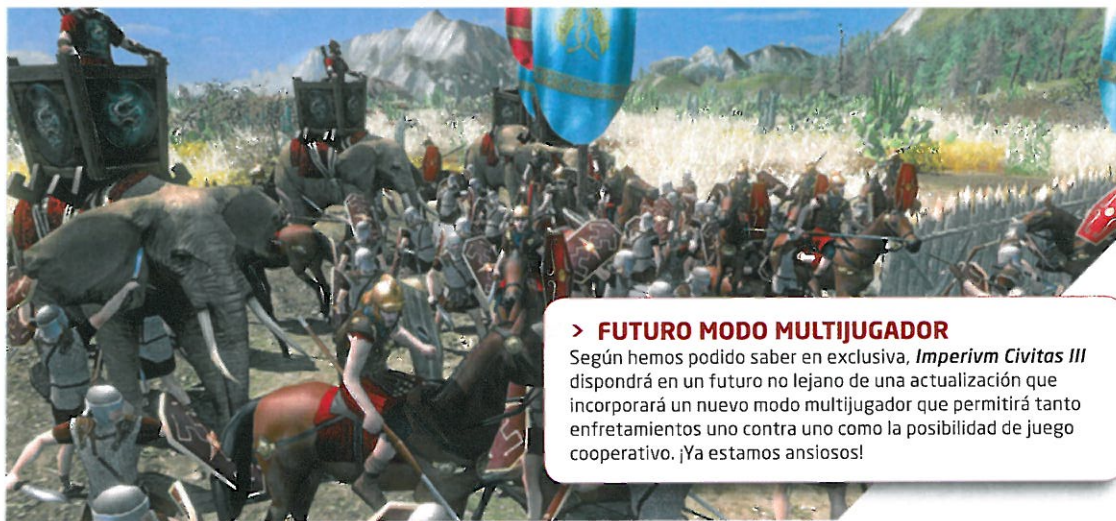 > FUTURO MODO MULTIJUGADOR
Según hemos podido saber en exclusiva, Imperivm Civitas III
dispondrá en un futuro no lejano de una actualización que
incorporará un nuevo modo multijugador que permitirá tanto
enfretamientos uno contra uno como la posibilidad de juego
cooperativo. ¡Ya estamos ansiosos!